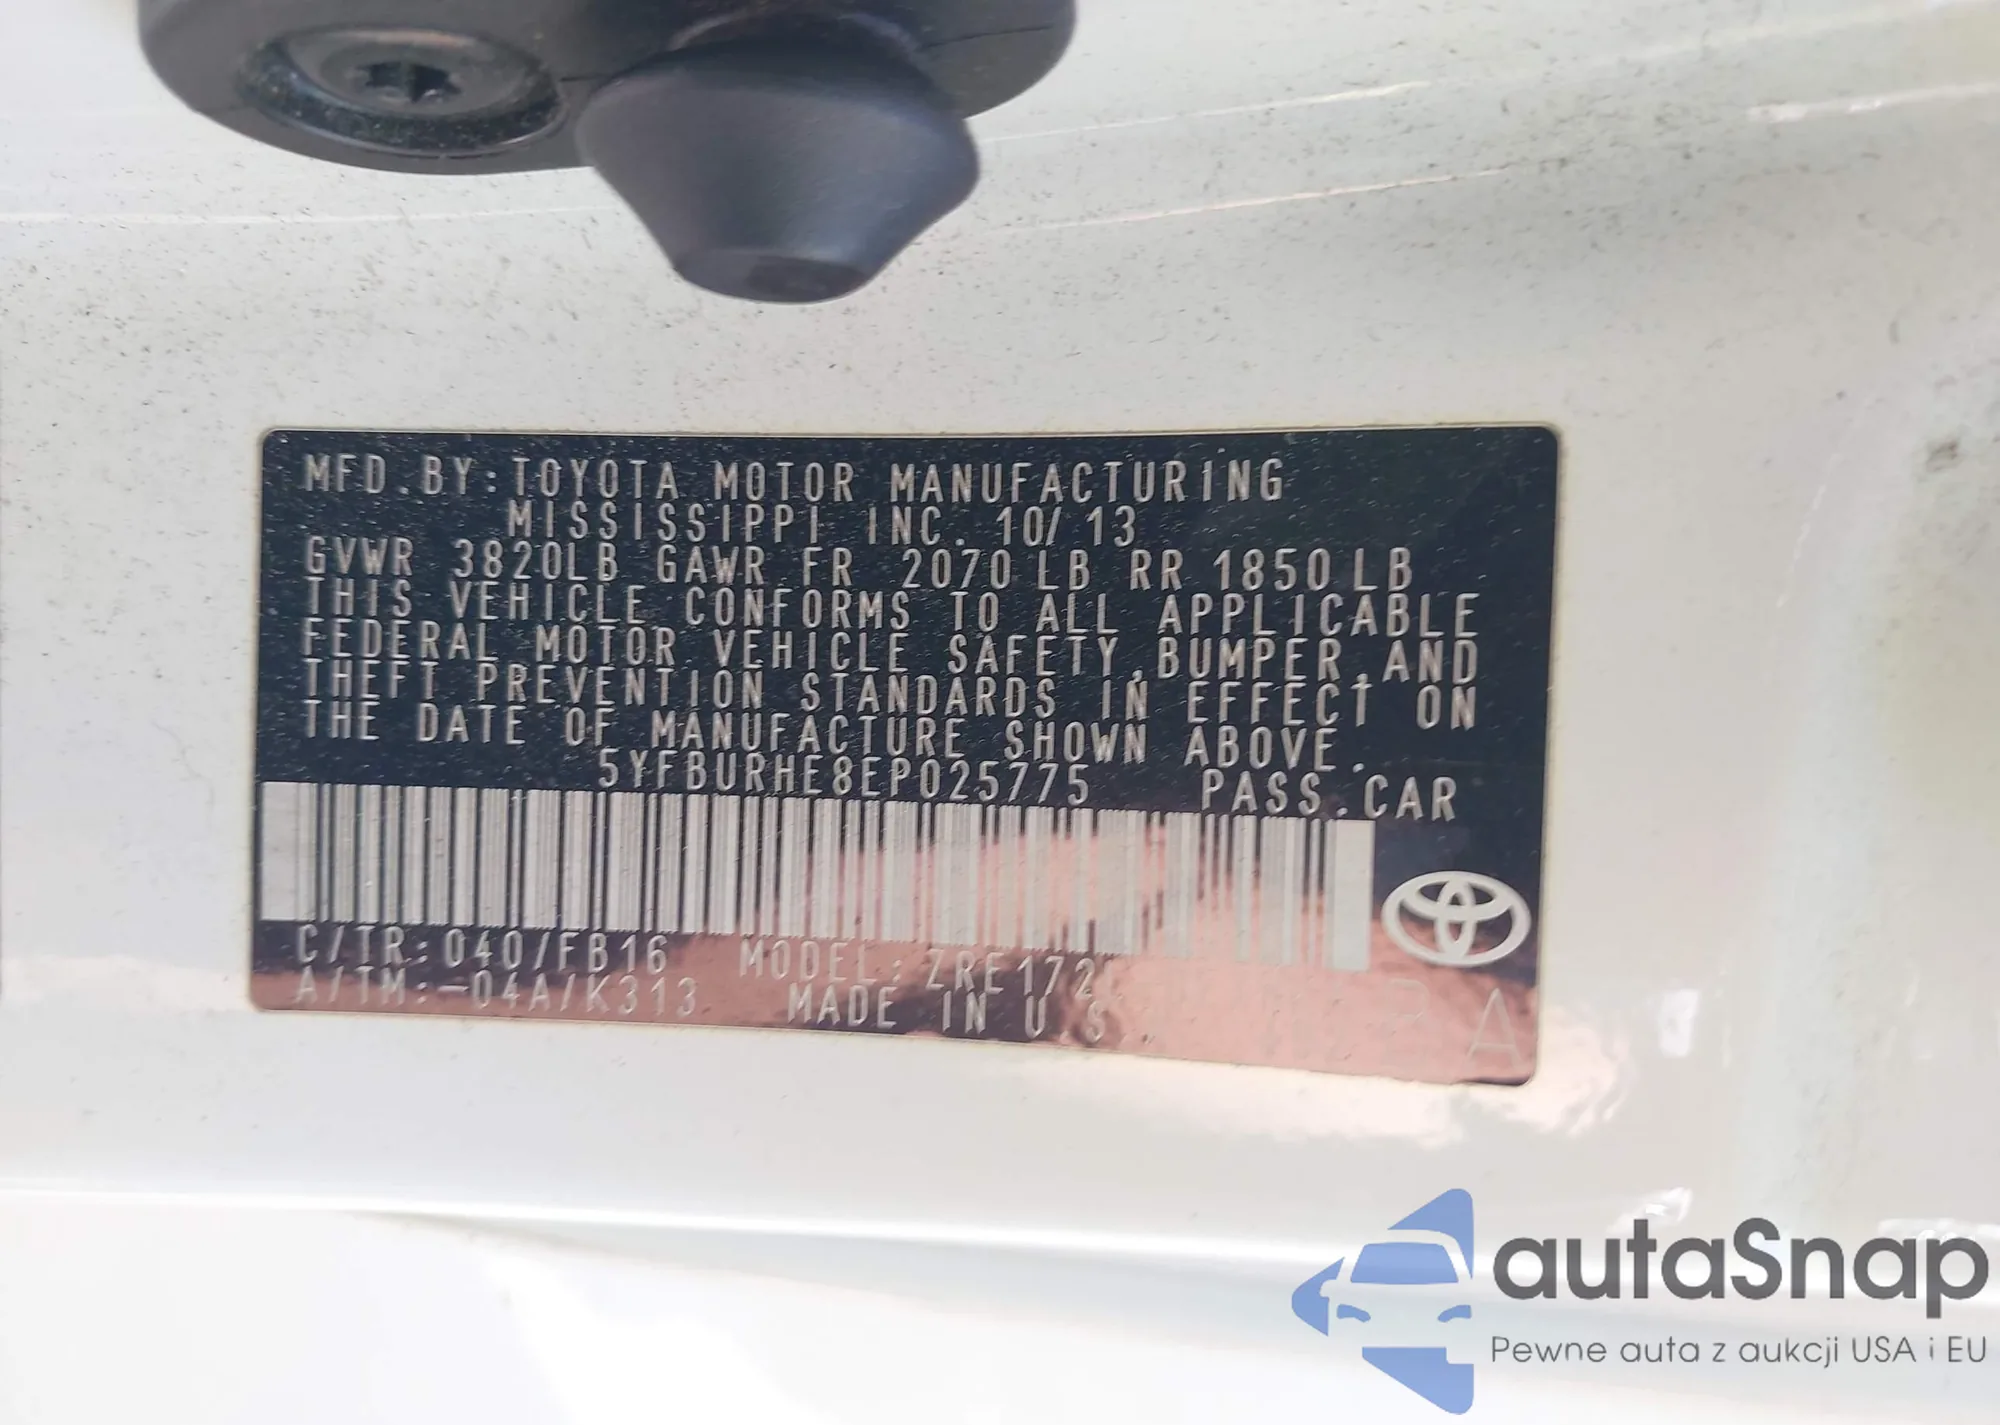 MFD.BY:TOYOTA MOTOR MANUFACTURING
MISSISSIPPI INC. 10/13
GVWR 3820LB GAWR FR 2070LB RR 1850LB
THIS VEHICLE CONFORMS TO ALL APPLICABLE
FEDERAL MOTOR VEHICLE SAFETY,BUMPER,AND
THEFT PREVENTION STANDARDS IN EFFECT ON
THE DATE OF MANUFACTURE SHOWN ABOVE.
5YFBURHE8EP025775 PASS.CAR
C/TR:040/FB16 MODEL:ZRE172
A/TM:-04A/K313 MADE IN U S
autaSnap
Pewne auta z aukcji USA i EU